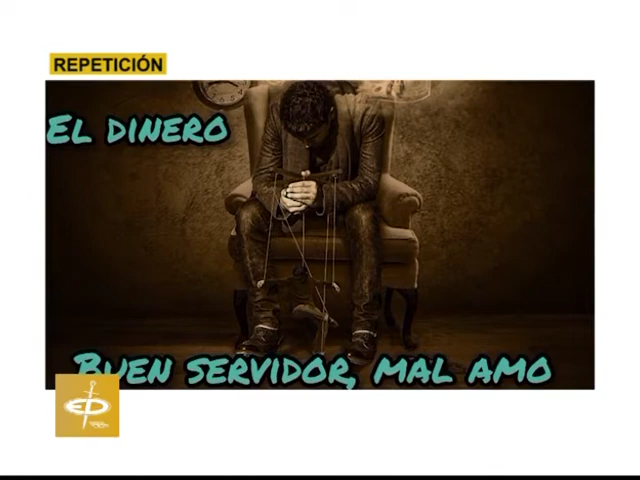 REPETICIÓN
EL DINERO
BUEN SERVIDOR, MAL AMO